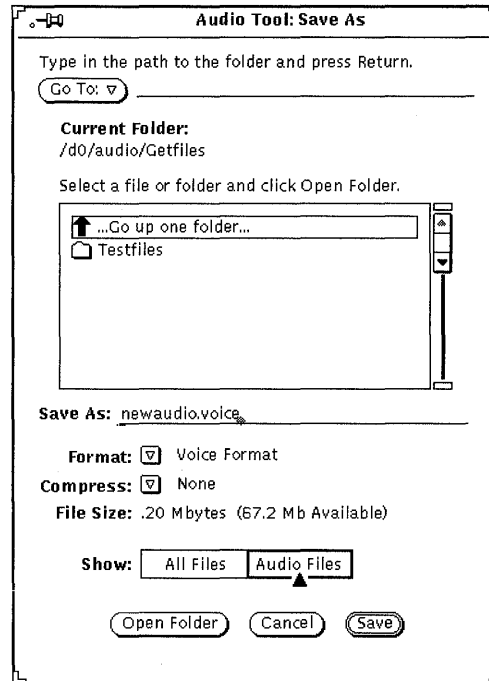 Audio Tool: Save As
Type in the path to the folder and press Return.
Go To:
Current Folder:
/d0/audio/Getfiles
Select a file or folder and click Open Folder.
...Go up one folder...
Testfiles
Save As: newaudio.voice
Format: Voice Format
Compress: None
File Size: .20 Mbytes (67.2 Mb Available)
Show: All Files Audio Files
Open Folder Cancel Save